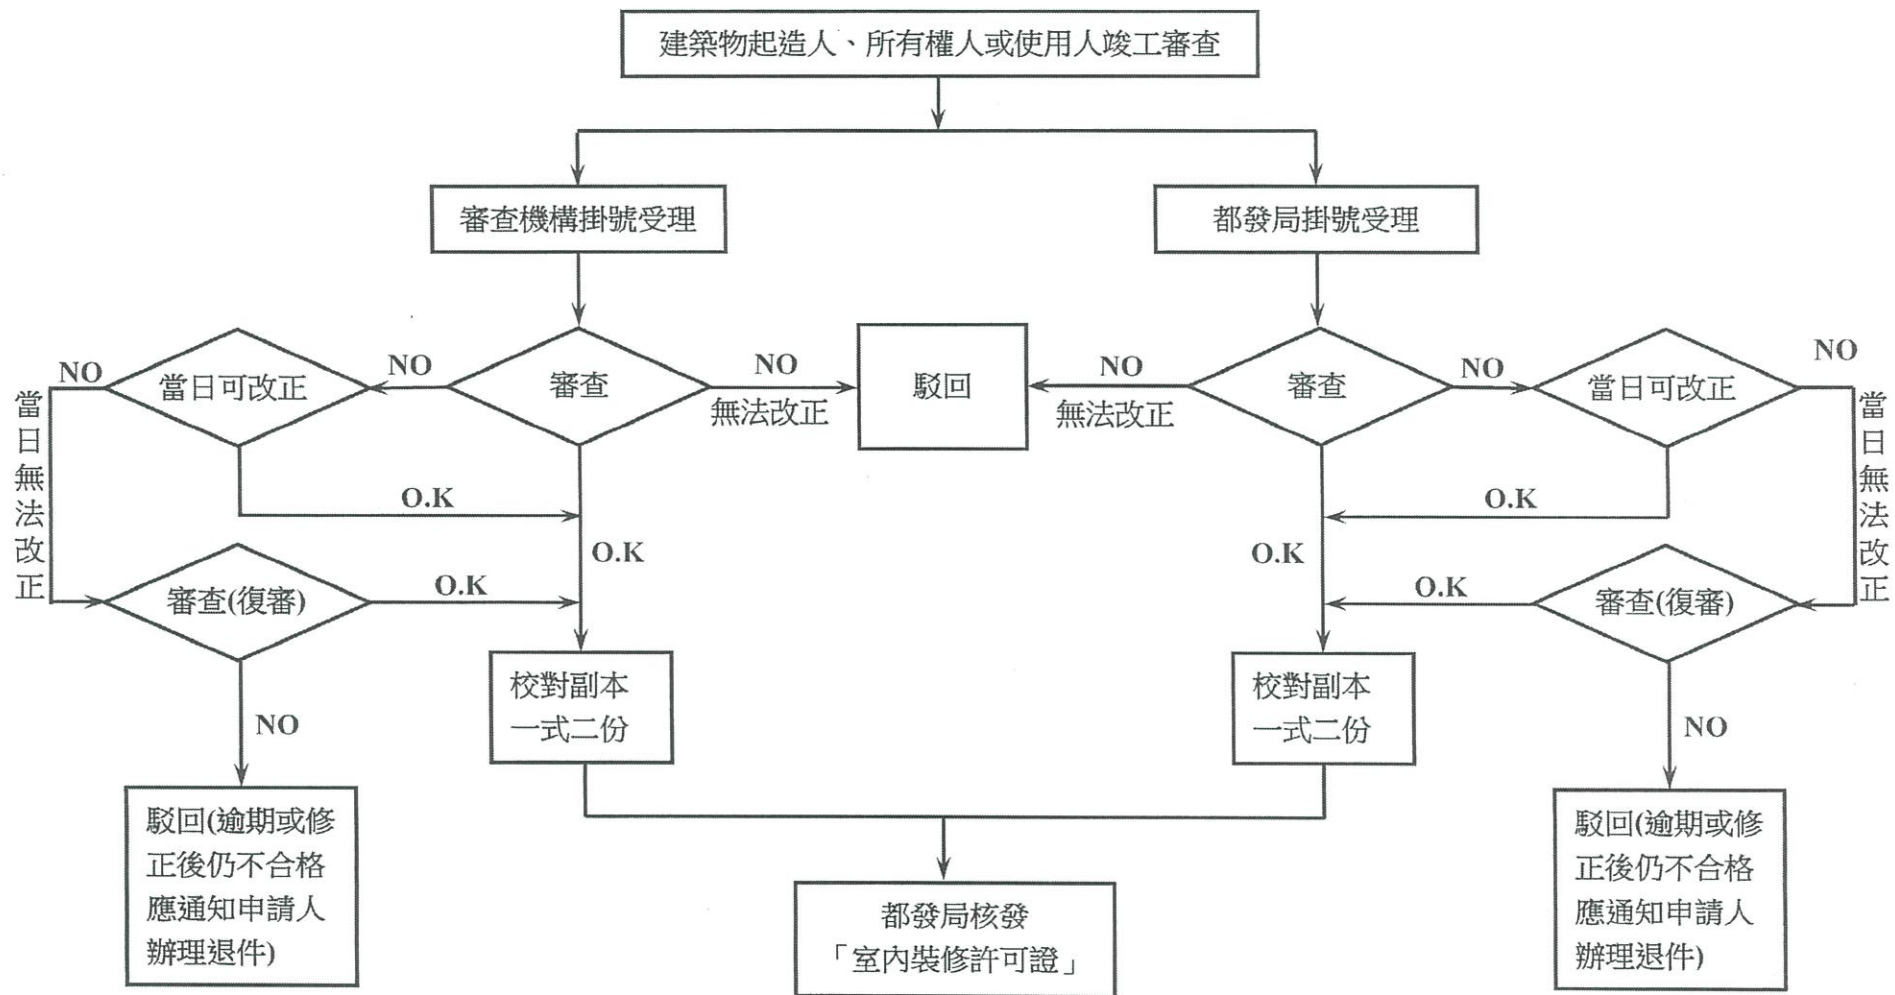 建築物起造人、所有權人或使用人竣工審查
審查機構掛號受理
都發局掛號受理
NO
當日可改正
NO
審查
NO
無法改正
駁回
NO
無法改正
審查
NO
當日可改正
NO
當日無法改正
當日無法改正
O.K
O.K
O.K
O.K
審查(復審)
O.K
O.K
審查(復審)
校對副本
一式二份
校對副本
一式二份
NO
NO
駁回(逾期或修
正後仍不合格
應通知申請人
辦理退件)
駁回(逾期或修
正後仍不合格
應通知申請人
辦理退件)
都發局核發
「室內裝修許可證」